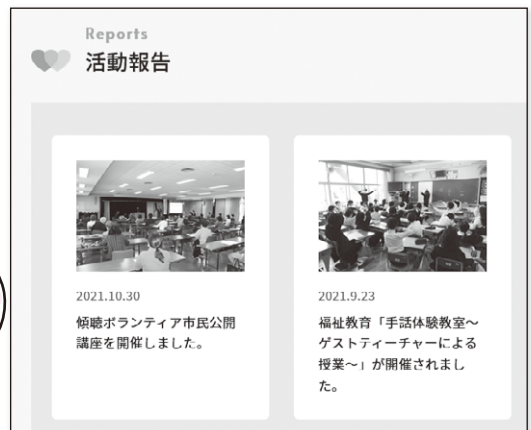 Reports
活動報告
2021.10.30
傾聴ボランティア市民公開
講座を開催しました。
2021.9.23
福祉教育「手話体験教室～
ゲストティーチャーによる
授業～」が開催されまし
た。